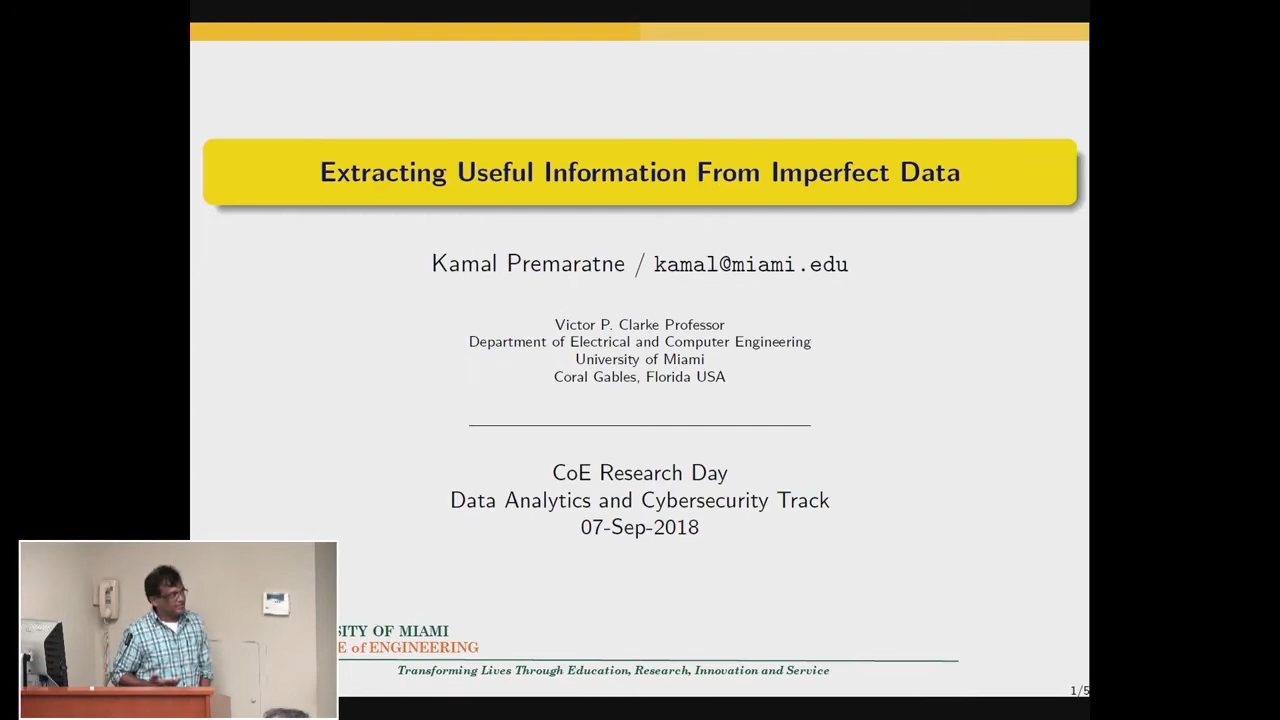 Extracting Useful Information From Imperfect Data
Kamal Premaratne / kamal@miami.edu
Victor P. Clarke Professor
Department of Electrical and Computer Engineering
University of Miami
Coral Gables, Florida USA
CoE Research Day
Data Analytics and Cybersecurity Track
07-Sep-2018
SITY OF MIAMI
E of ENGINEERING
Transforming Lives Through Education, Research, Innovation and Service
1/5